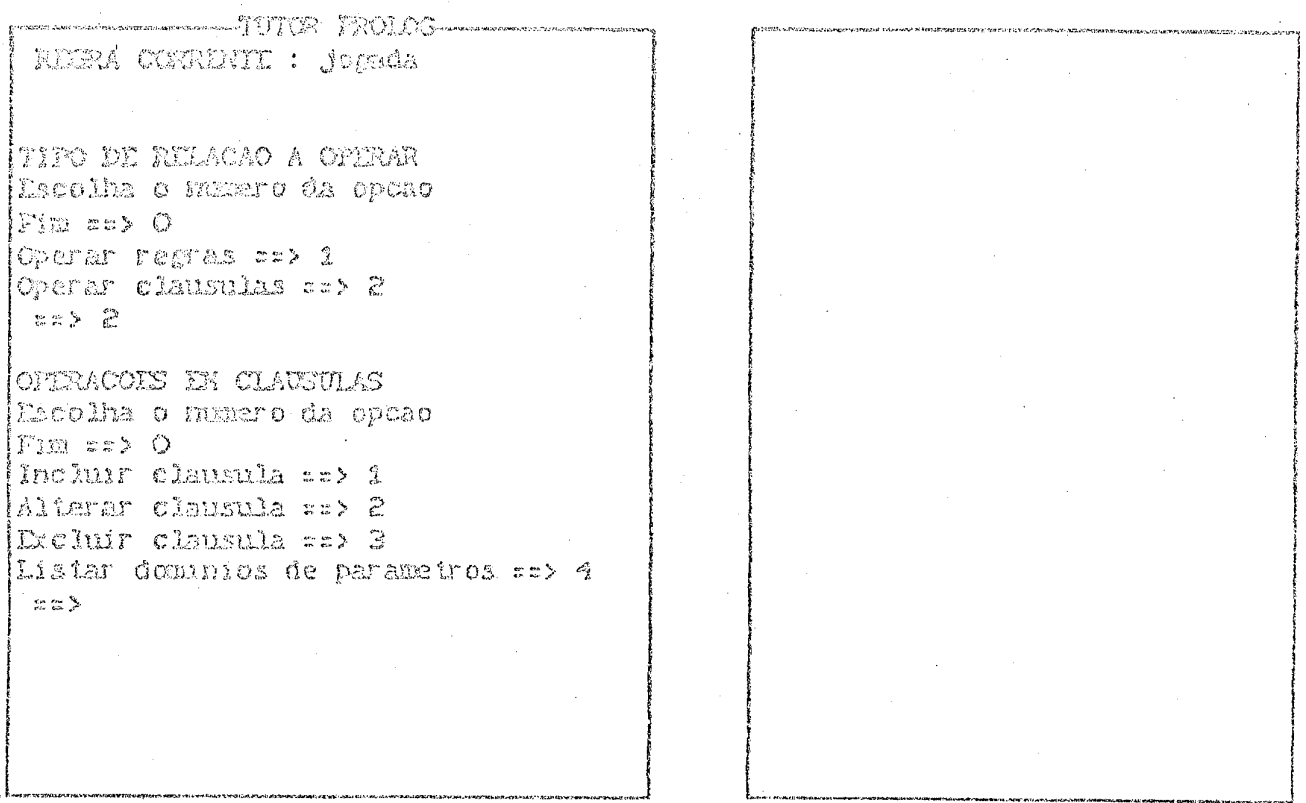 TUTOR PROLOG
REGRA CORRENTE : jogada
TIPO DE RELACAO A OPERAR
Escolha o numero da opcao
Fim ==> 0
Operar regras ==> 1
Operar clausulas ==> 2
==> 2
OPERACOES EM CLAUSULAS
Escolha o numero da opcao
Fim ==> 0
Incluir clausula ==> 1
Alterar clausula ==> 2
Excluir clausula ==> 3
Listar dominios de parametros ==> 4
==>